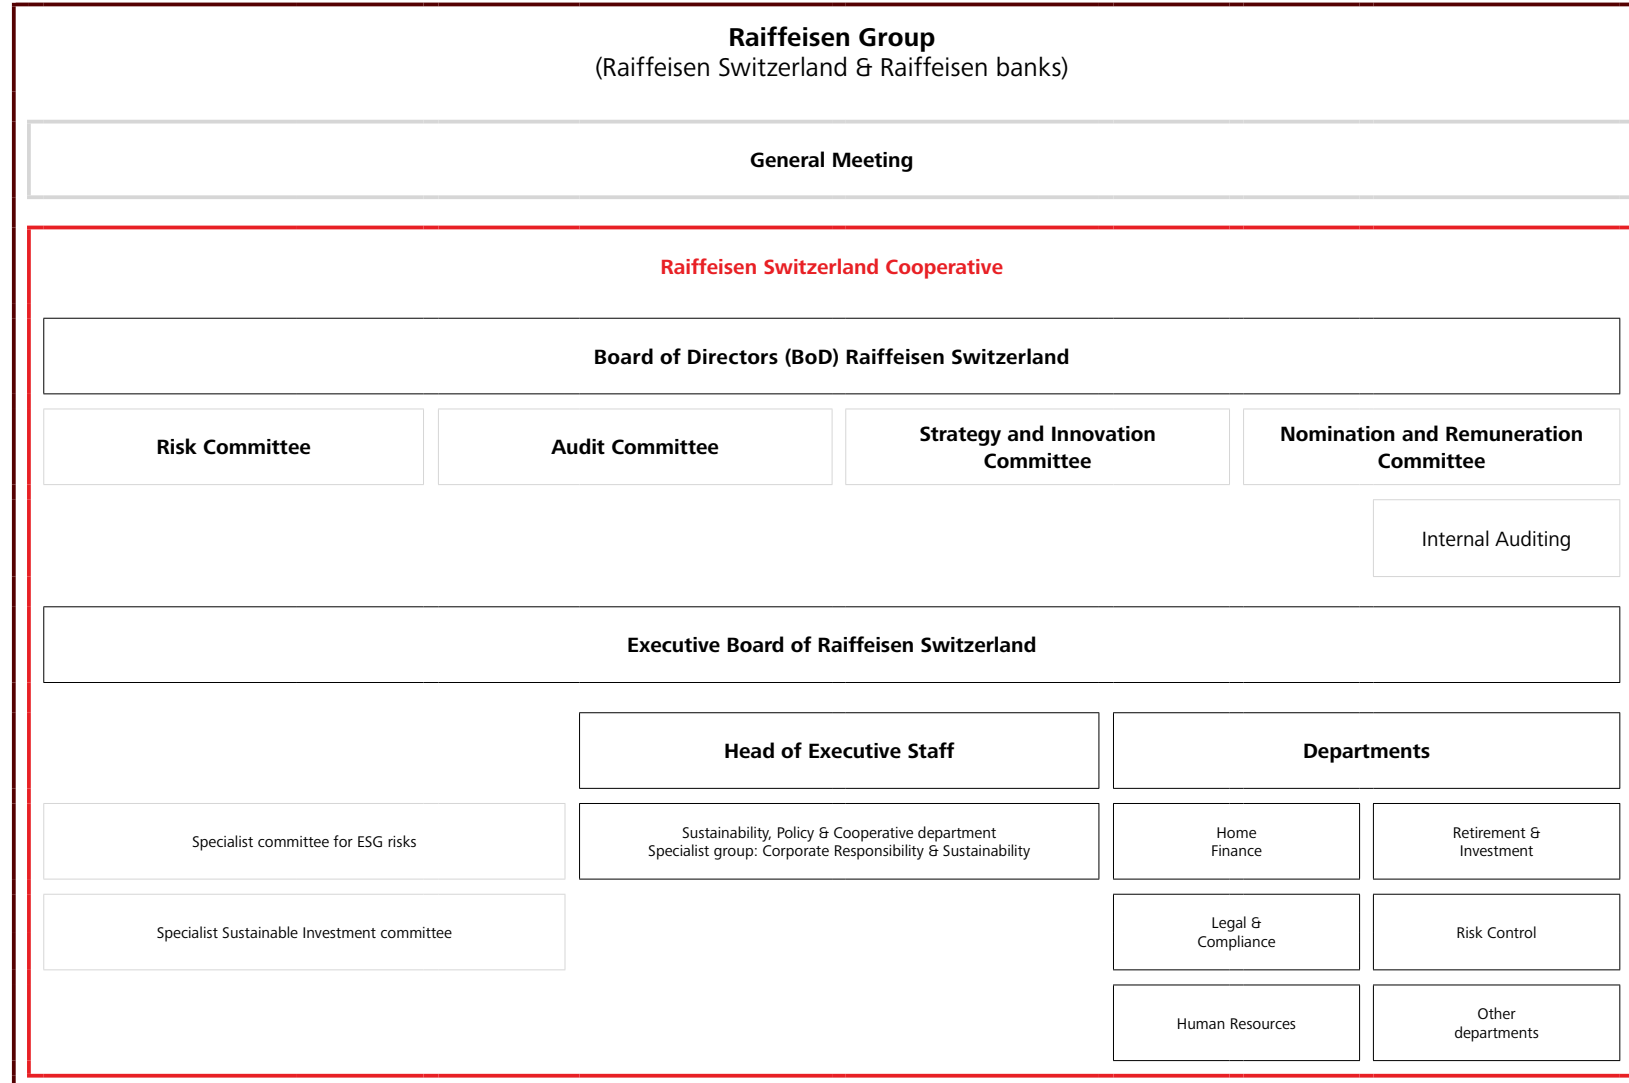 Raiffeisen Group
(Raiffeisen Switzerland & Raiffeisen banks)
General Meeting
Raiffeisen Switzerland Cooperative
Board of Directors (BoD) Raiffeisen Switzerland
Risk Committee
Audit Committee
Strategy and Innovation
Committee
Nomination and Remuneration
Committee
Internal Auditing
Executive Board of Raiffeisen Switzerland
Head of Executive Staff
Departments
Specialist committee for ESG risks
Sustainability, Policy & Cooperative department
Specialist group: Corporate Responsibility & Sustainability
Home
Finance
Retirement &
Investment
Specialist Sustainable Investment committee
Legal &
Compliance
Risk Control
Human Resources
Other
departments